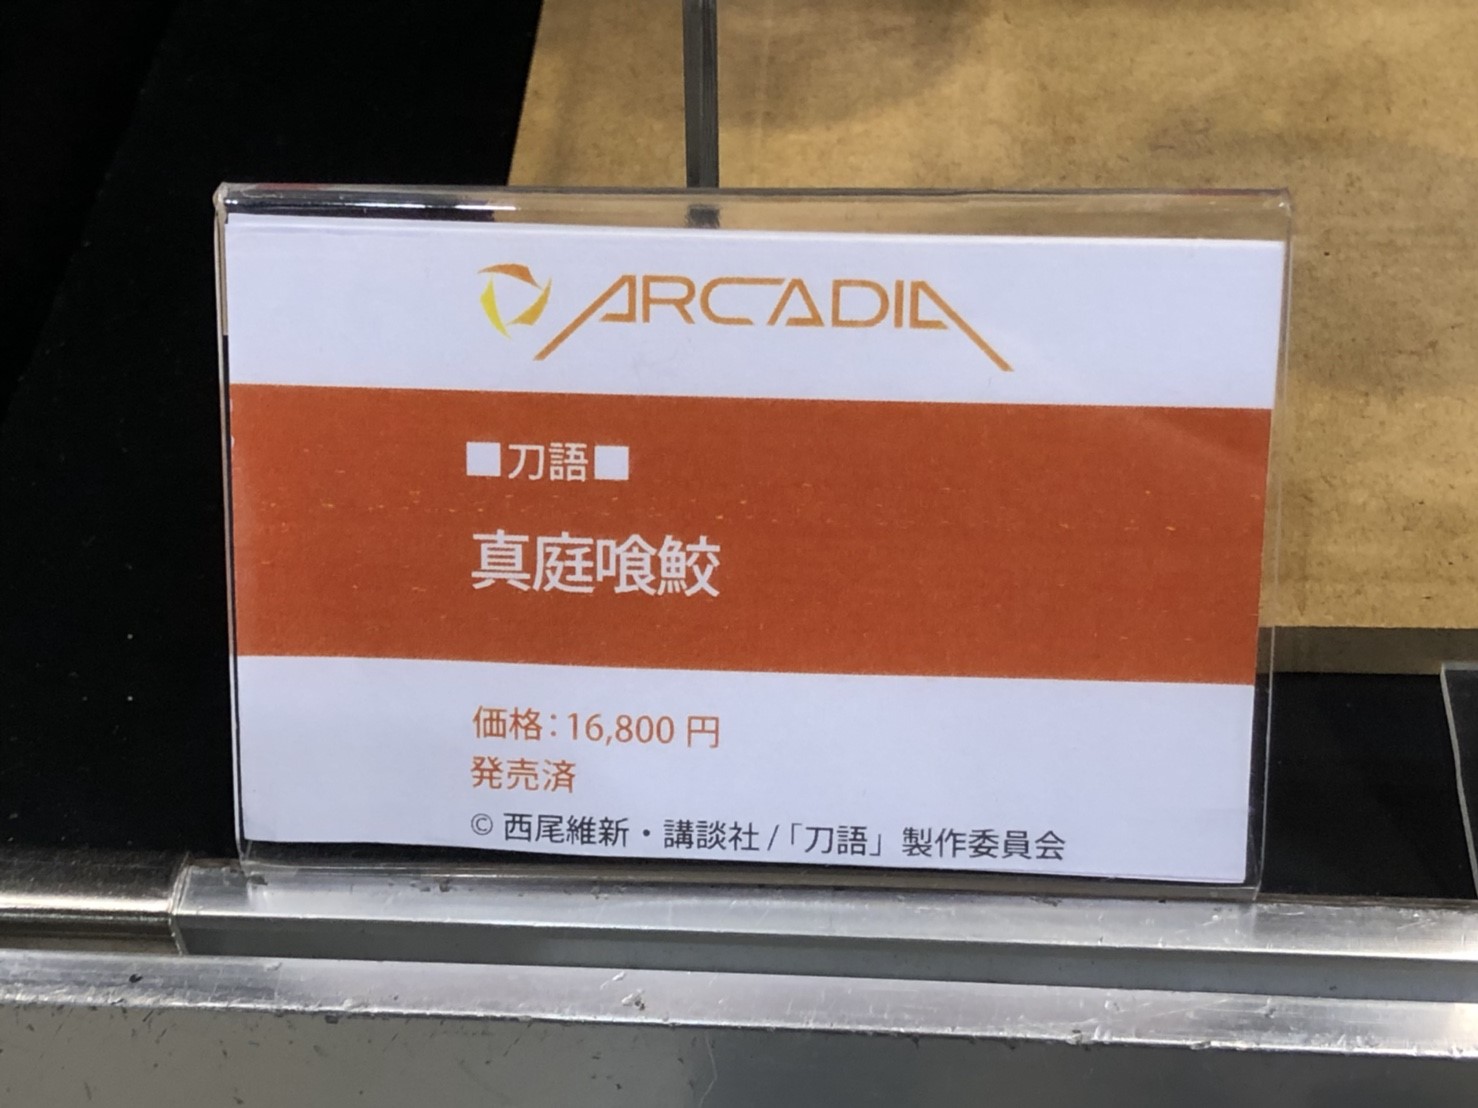 ARCADIA
■刀語■
真庭喰鮫
価格：16,800 円
発売済
© 西尾維新・講談社 /「刀語」製作委員会